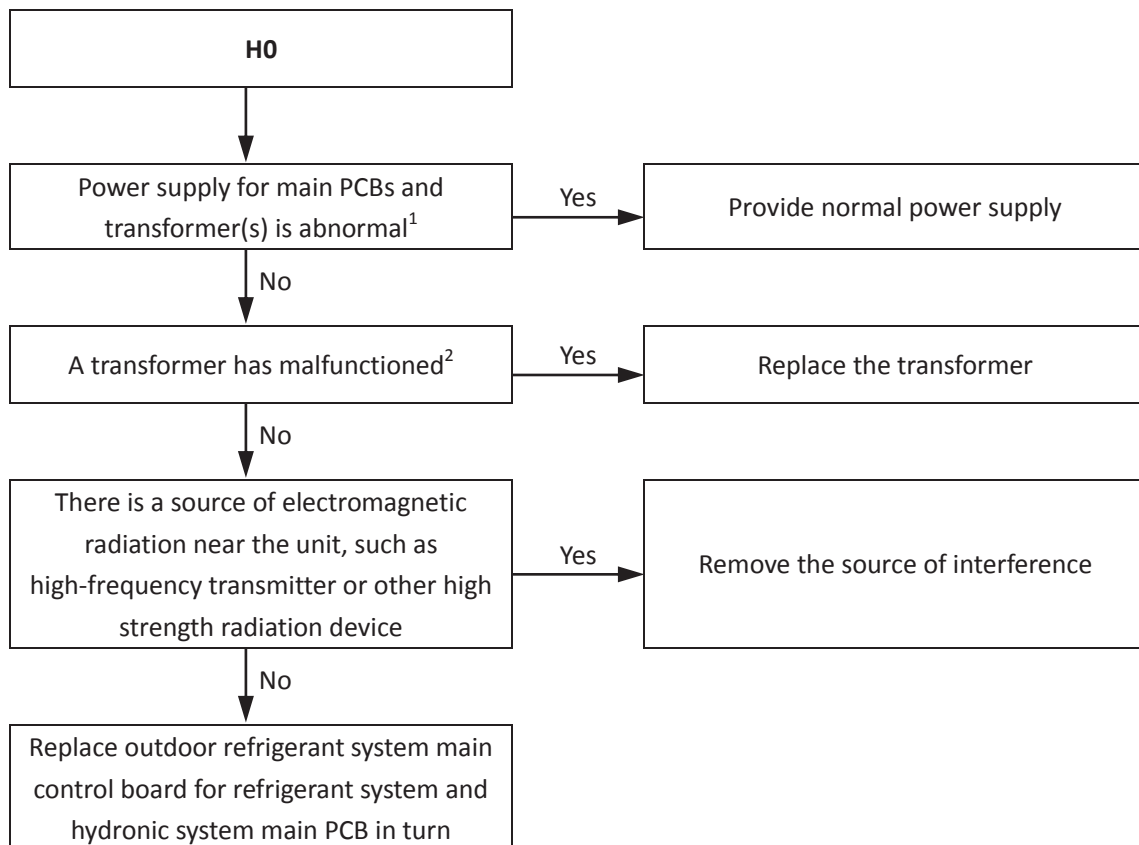 H0
Power supply for main PCBs and
transformer(s) is abnormal1
Yes
Provide normal power supply
No
A transformer has malfunctioned2
Yes
Replace the transformer
No
There is a source of electromagnetic
radiation near the unit, such as
high-frequency transmitter or other high
strength radiation device
Yes
Remove the source of interference
No
Replace outdoor refrigerant system main
control board for refrigerant system and
hydronic system main PCB in turn